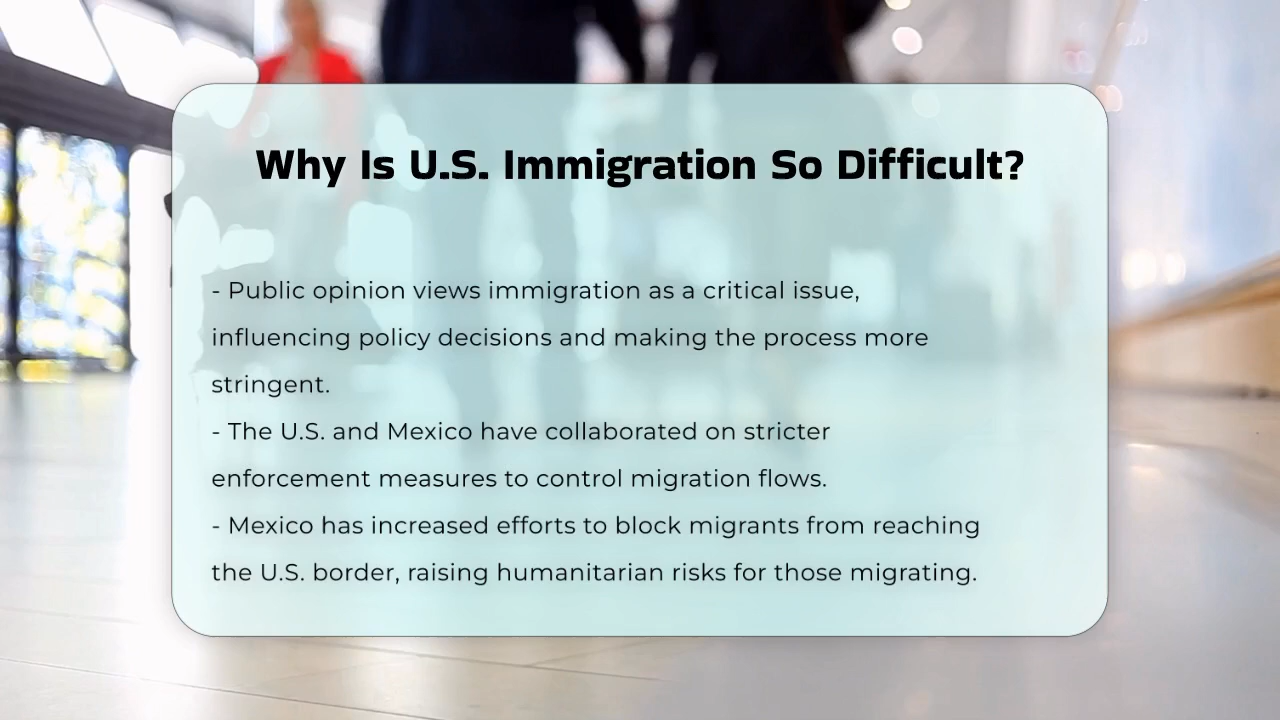 Why Is U.S. Immigration So Difficult?
- Public opinion views immigration as a critical issue,
influencing policy decisions and making the process more
stringent.
- The U.S. and Mexico have collaborated on stricter
enforcement measures to control migration flows.
- Mexico has increased efforts to block migrants from reaching
the U.S. border, raising humanitarian risks for those migrating.